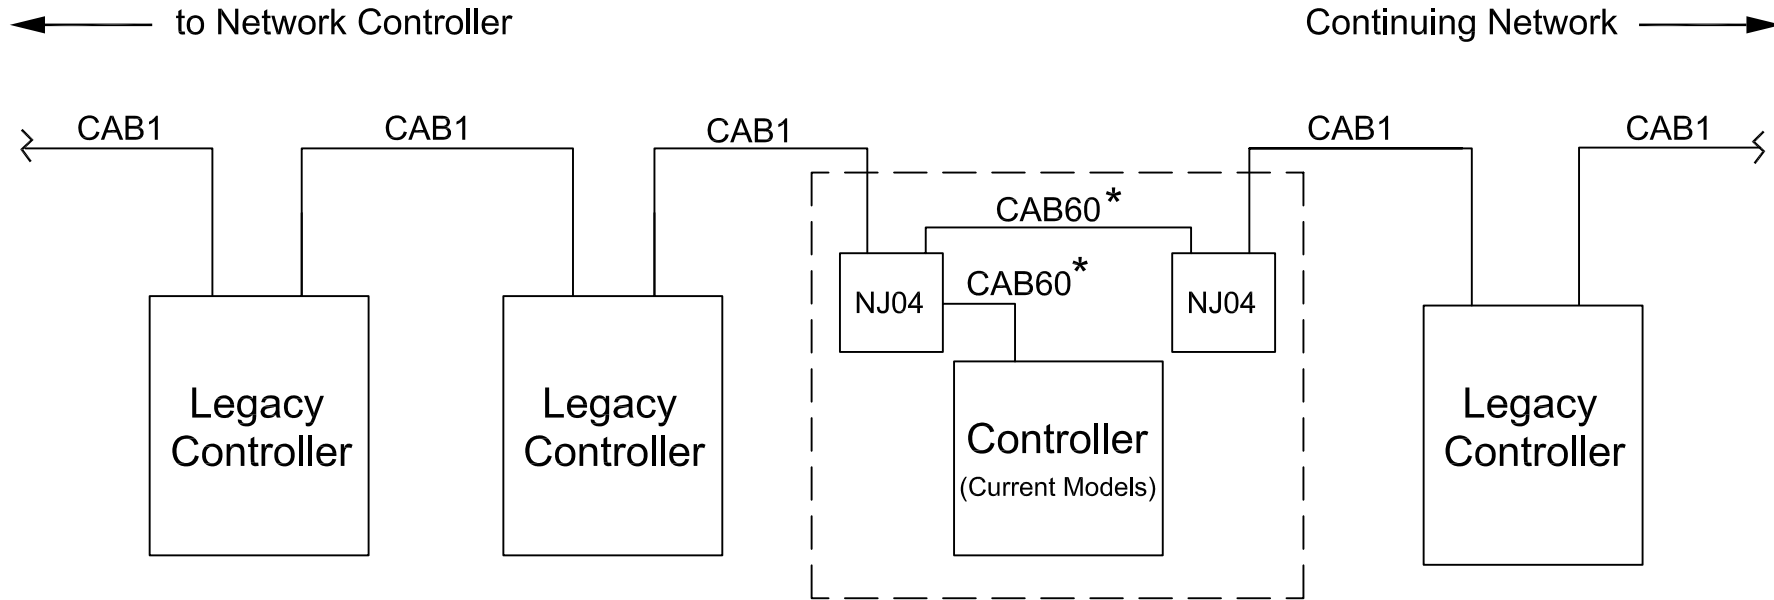 to Network Controller
Continuing Network
CAB1
CAB1
CAB1
CAB1
CAB1
CAB60*
CAB60*
NJ04
NJ04
Legacy
Controller
Legacy
Controller
Controller
(Current Models)
Legacy
Controller